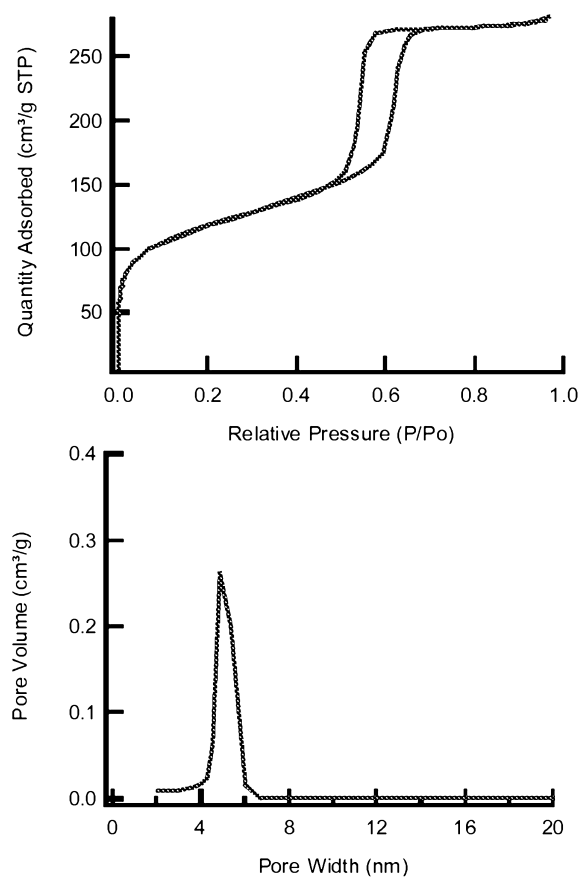 Quantity Adsorbed (cm³/g STP)
250
200
150
100
50
0.0 0.2 0.4 0.6 0.8 1.0
Relative Pressure (P/Po)
Pore Volume (cm³/g)
0.4
0.3
0.2
0.1
0.0
0 4 8 12 16 20
Pore Width (nm)